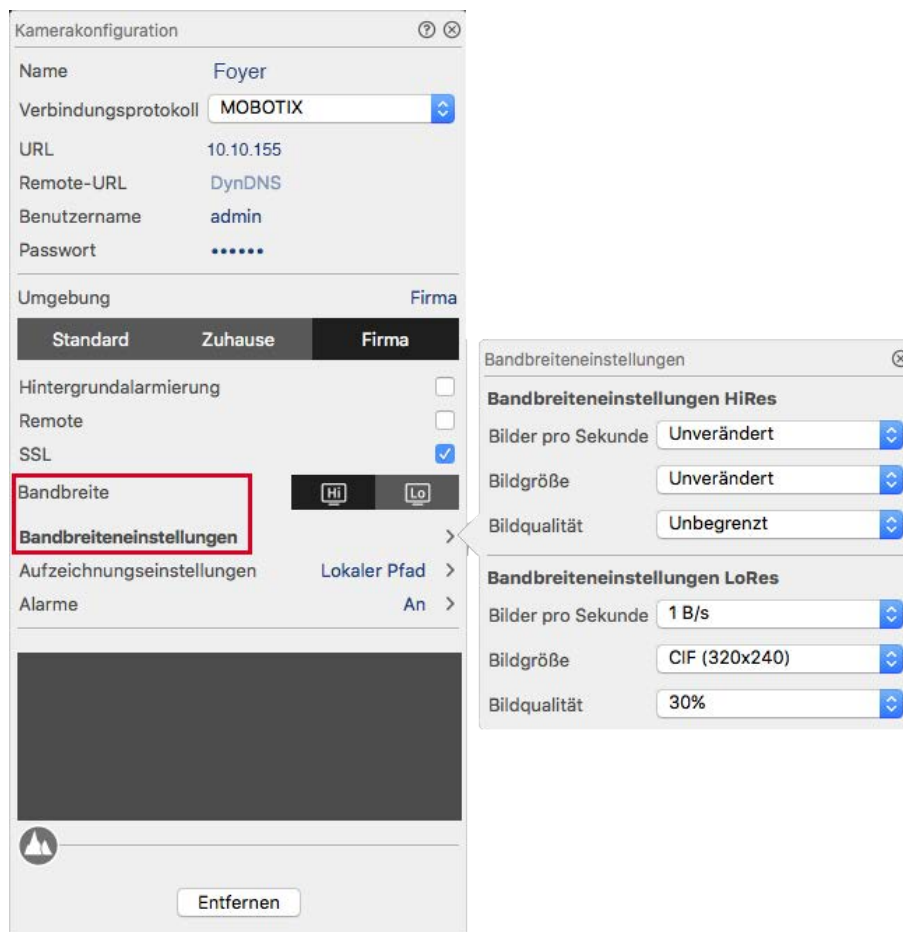 Kamerakonfiguration
Name Foyer
Verbindungsprotokoll MOBOTIX
URL 10.10.155
Remote-URL DynDNS
Benutzername admin
Passwort ••••••
Umgebung Firma
Standard Zuhause Firma
Hintergrundalarmierung
Remote
SSL
Bandbreite Hi Lo
Bandbreiteneinstellungen
Aufzeichnungseinstellungen Lokaler Pfad
Alarme An
Entfernen
Bandbreiteneinstellungen
Bandbreiteneinstellungen HiRes
Bilder pro Sekunde Unverändert
Bildgröße Unverändert
Bildqualität Unbegrenzt
Bandbreiteneinstellungen LoRes
Bilder pro Sekunde 1 B/s
Bildgröße CIF (320x240)
Bildqualität 30%